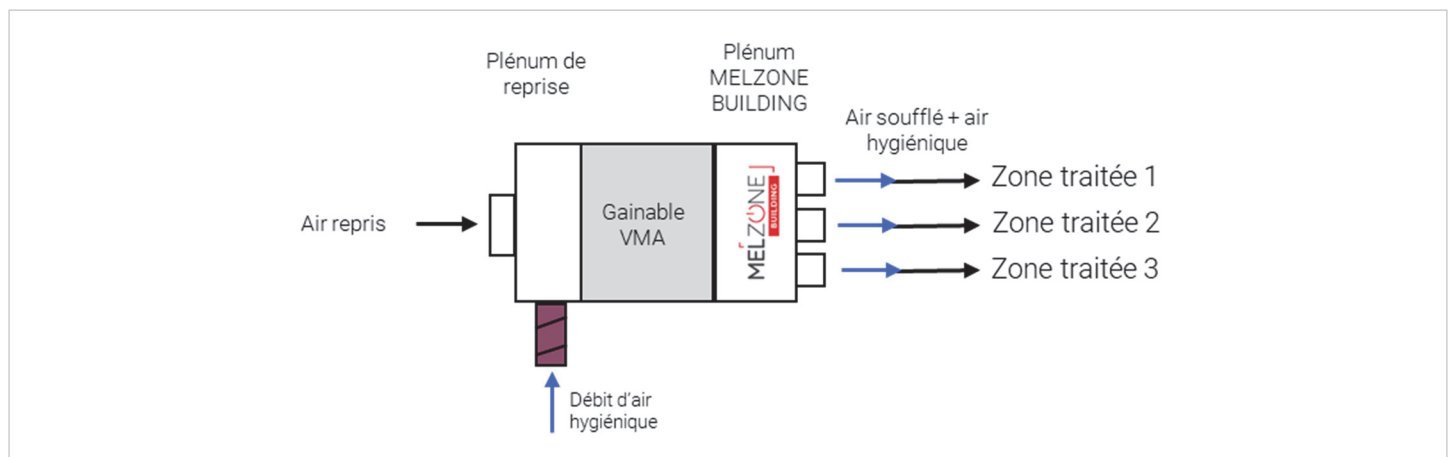 Plénum de
reprise
Plénum
MELZONE
BUILDING
Air soufflé + air
hygiénique
Air repris
Gainable
VMA
MELZONE
BUILDING
Zone traitée 1
Zone traitée 2
Zone traitée 3
Débit d'air
hygiénique